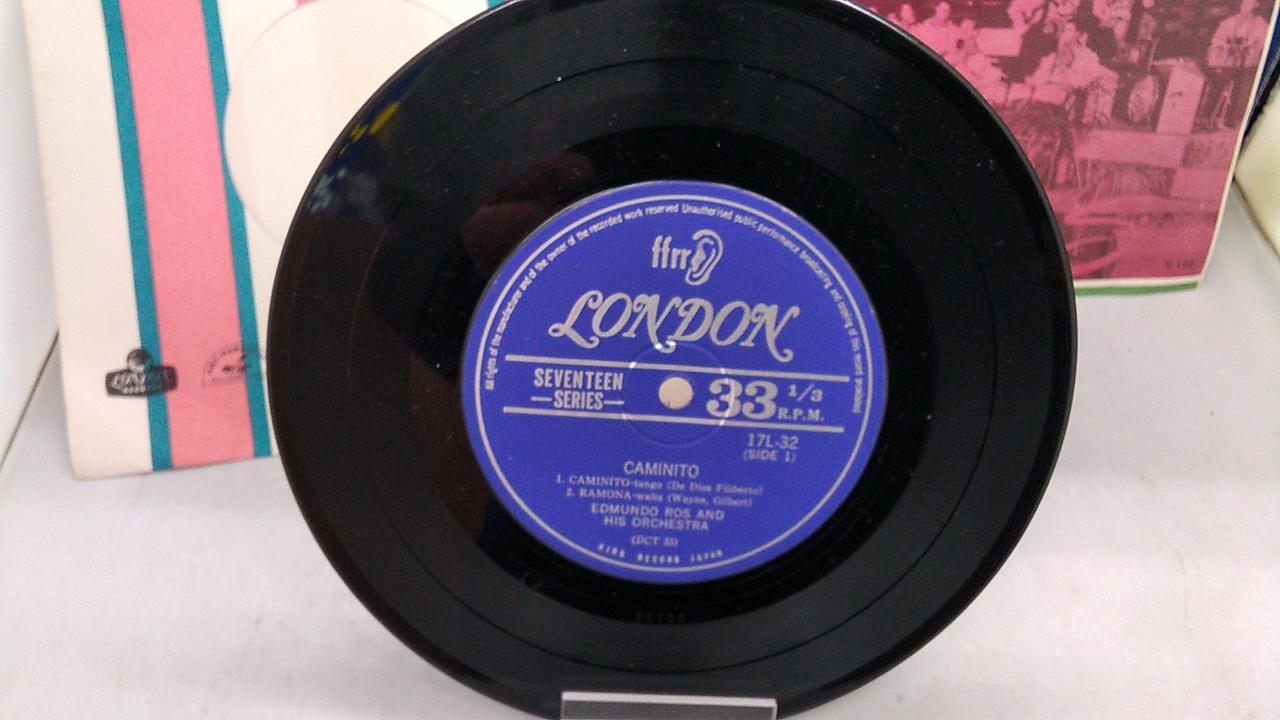 All rights of the manufacturer and of the owner of the recorded work reserved Unauthorised public performance broadcasting and copying of this record prohibited
ffrr
LONDON
SEVENTEEN
—SERIES—
33 1/3
R.P.M.
17L-32
(SIDE 1)
CAMINITO
1. CAMINITO-tango (De Dios Filiberto)
2. RAMONA-waltz (Wayne, Gilbert)
EDMUNDO ROS AND
HIS ORCHESTRA
KING RECORD JAPAN
LONDON